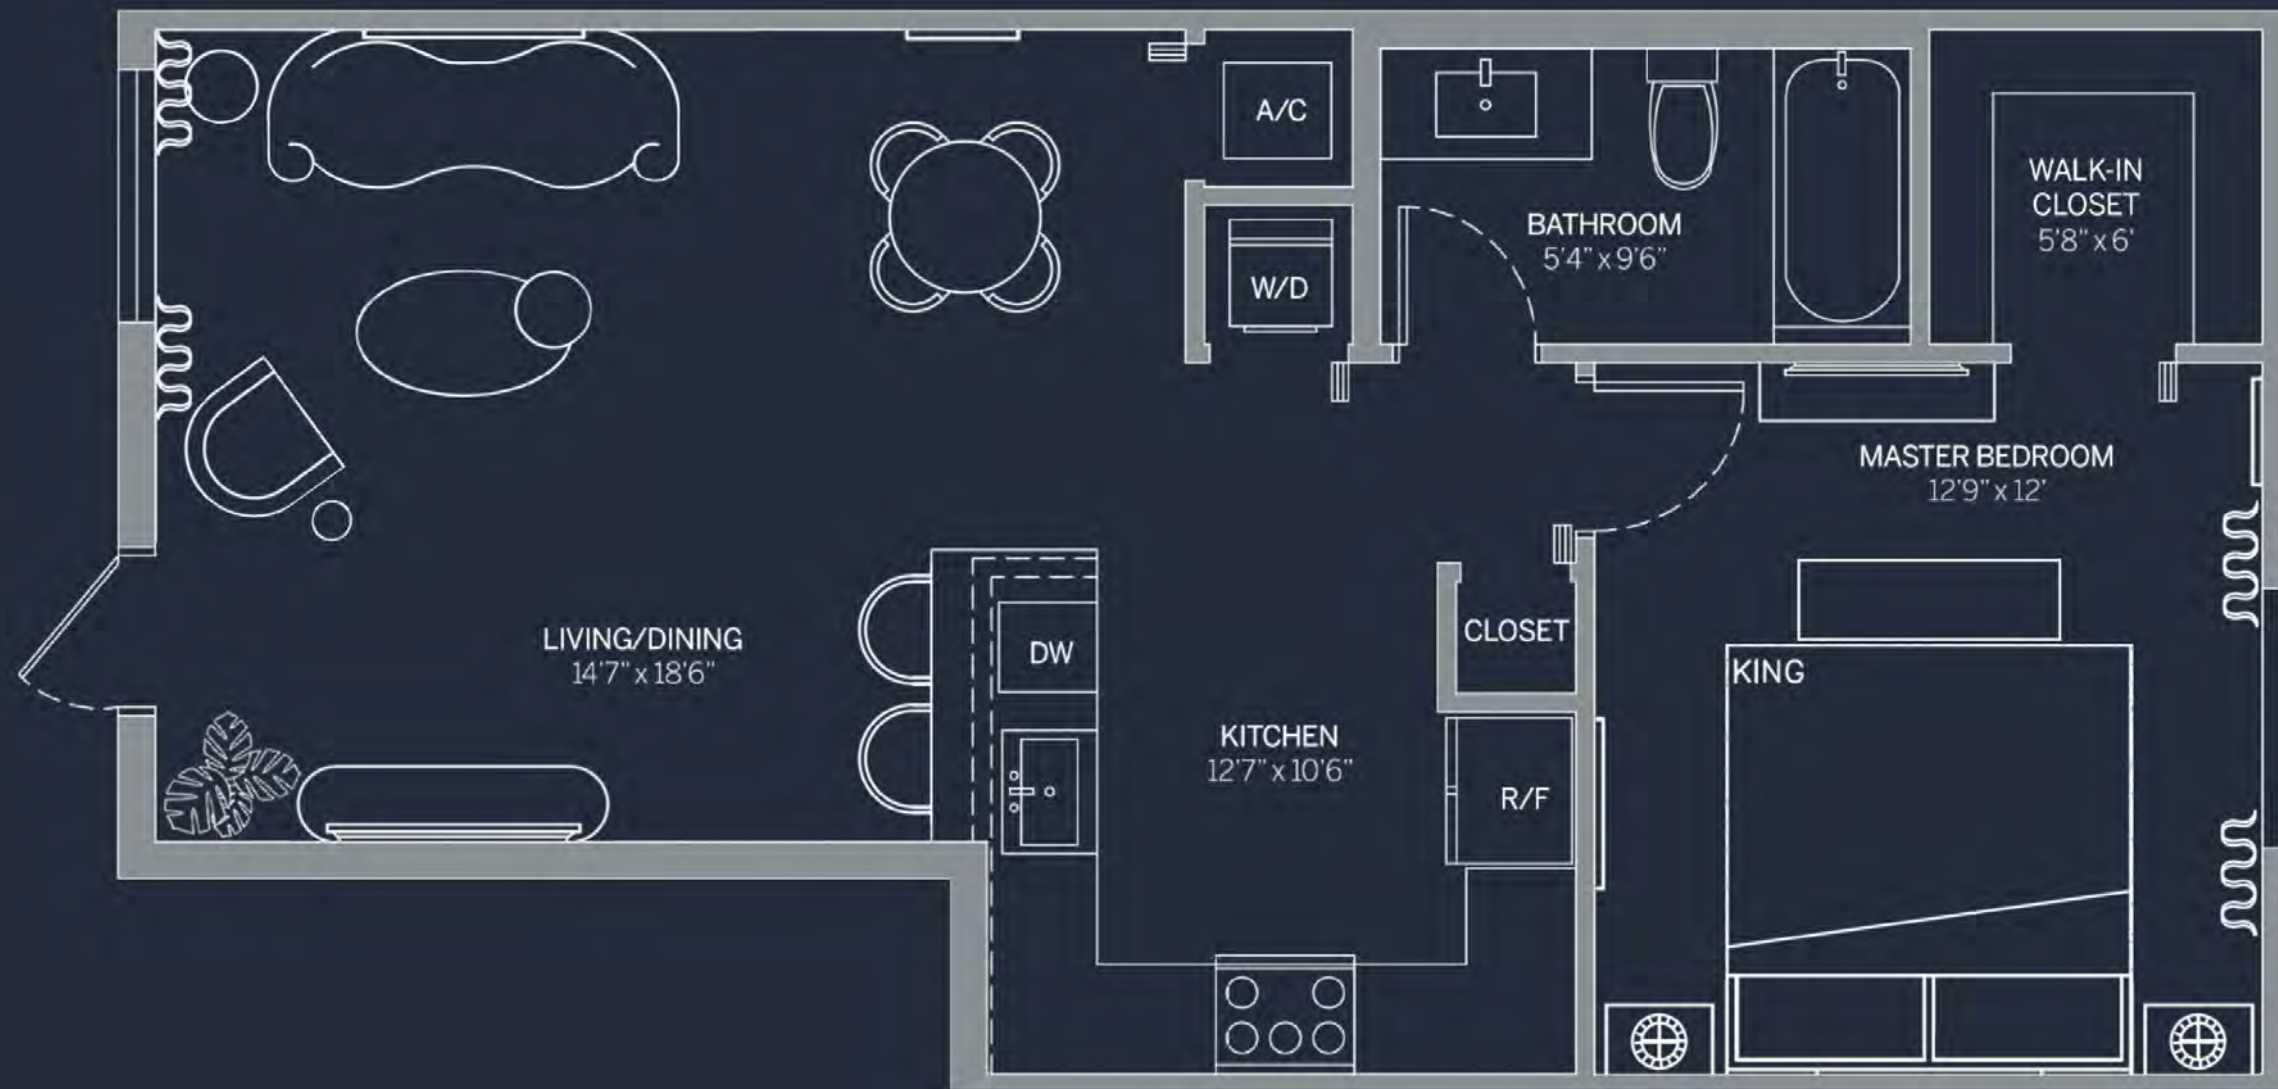 A/C
W/D
BATHROOM
5'4" x 9'6"
WALK-IN
CLOSET
5'8" x 6'
MASTER BEDROOM
12'9" x 12'
LIVING/DINING
14'7" x 18'6"
DW
CLOSET
KING
KITCHEN
12'7" x 10'6"
R/F